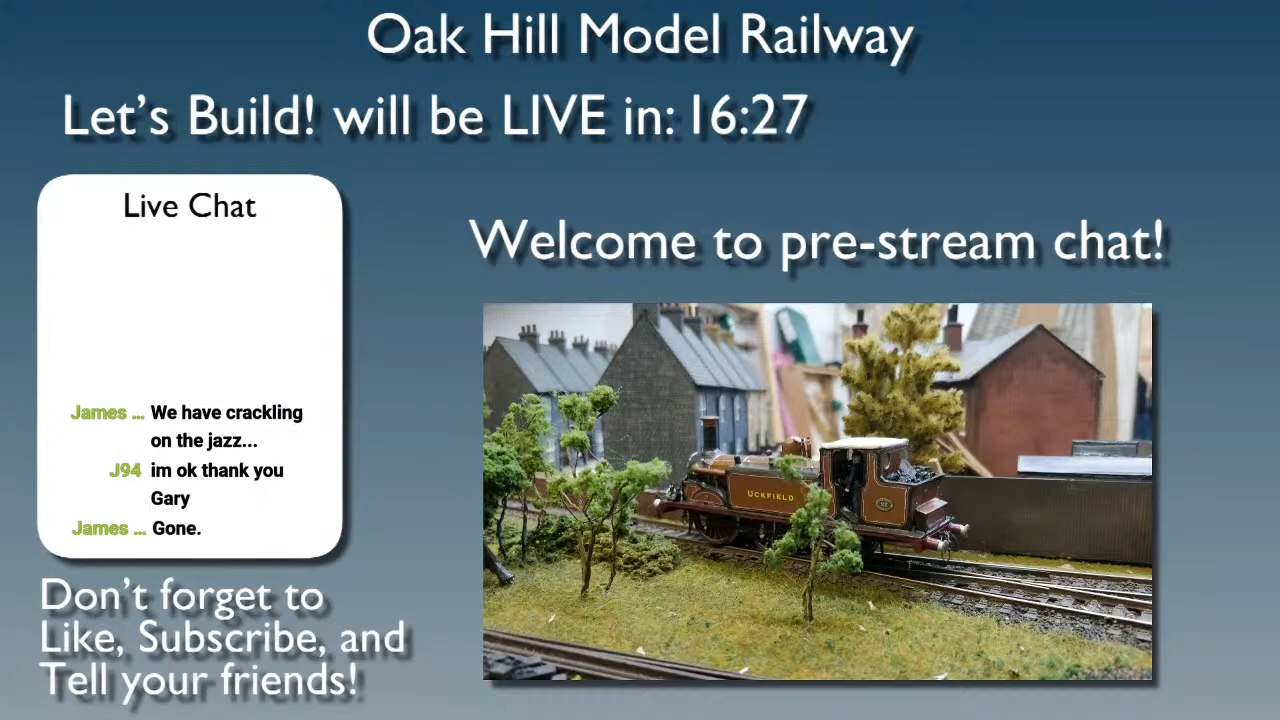 Oak Hill Model Railway
Let's Build! will be LIVE in: 16:27
Live Chat
Welcome to pre-stream chat!
James ... We have crackling
on the jazz...
J94 im ok thank you
Gary
James ... Gone.
UCKFIELD
Don't forget to
Like, Subscribe, and
Tell your friends!